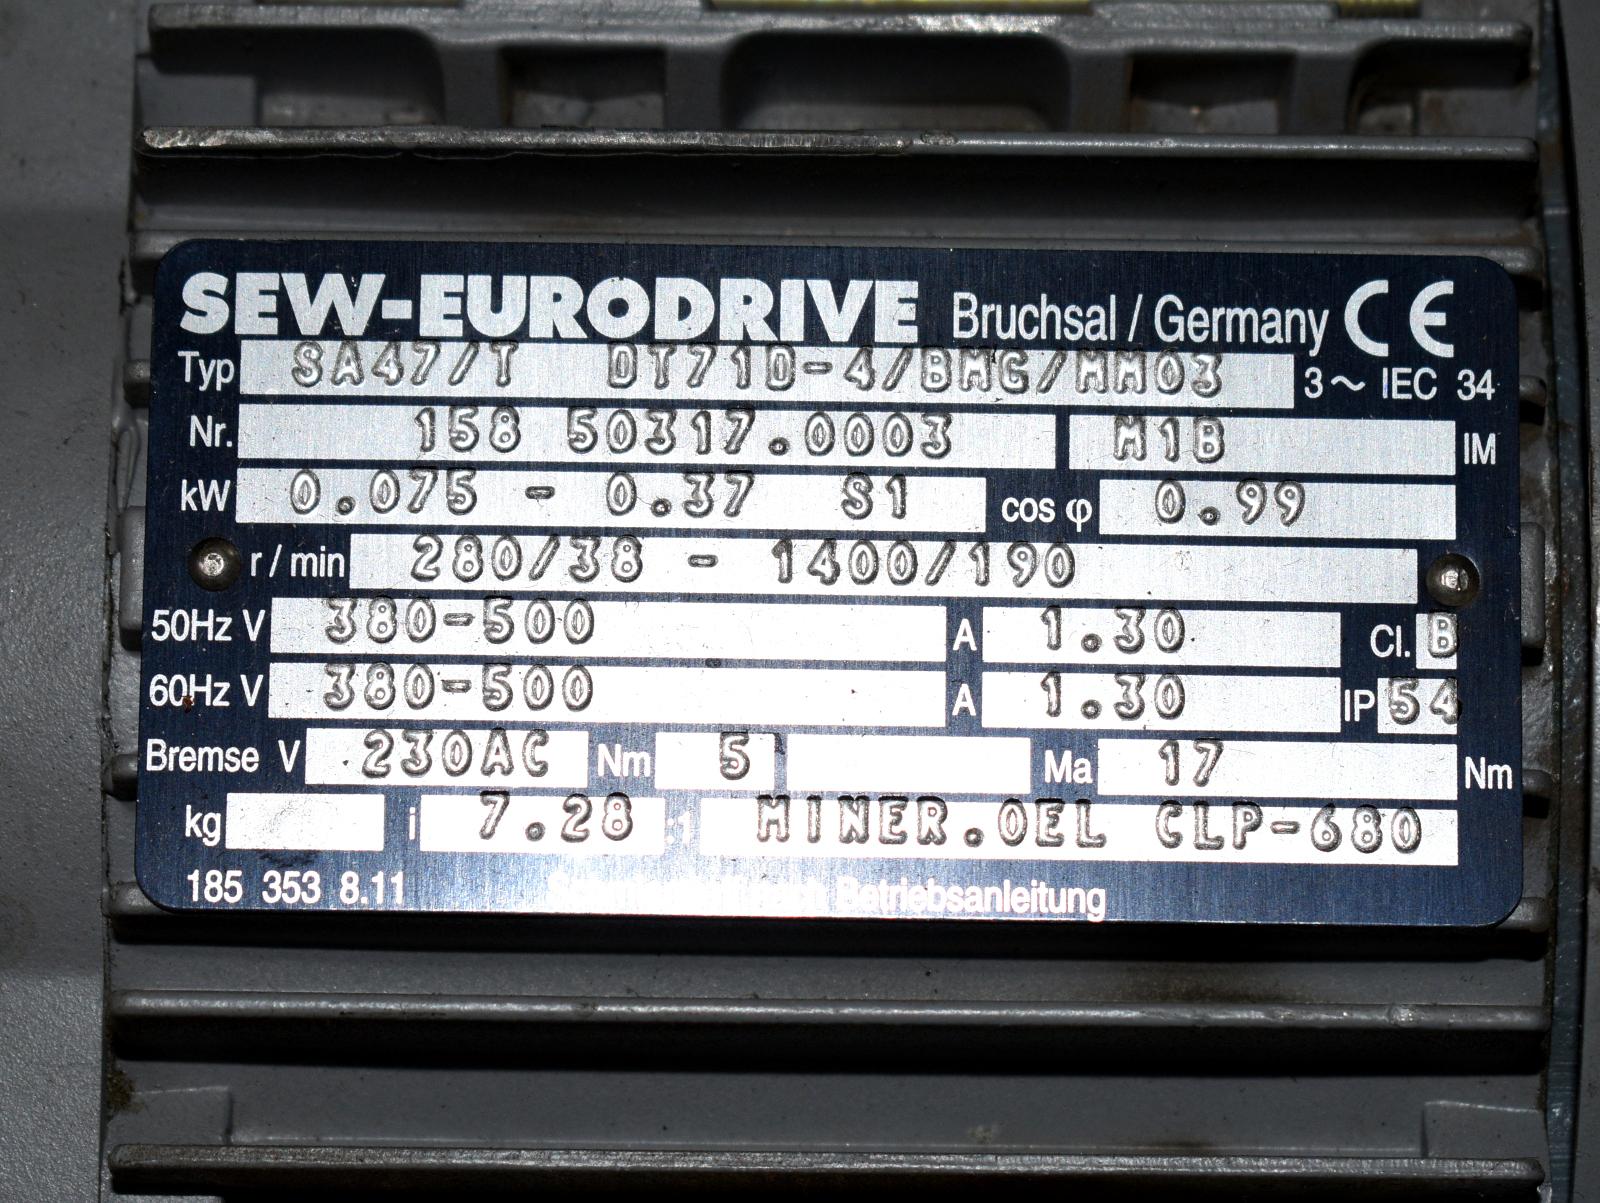 SEW-EURODRIVE Bruchsal / Germany CE
Typ SA47/T DT71D-4/BMG/MM03 3~ IEC 34
Nr. 158 50317.0003 M1B IM
kW 0.075 - 0.37 S1 cos φ 0.99
r / min 280/38 - 1400/190
50Hz V 380-500 A 1.30 Cl. B
60Hz V 380-500 A 1.30 IP 54
Bremse V 230AC Nm 5 Ma 17 Nm
kg i 7.28 :1 MINER.OEL CLP-680
185 353 8.11 Betriebsanleitung